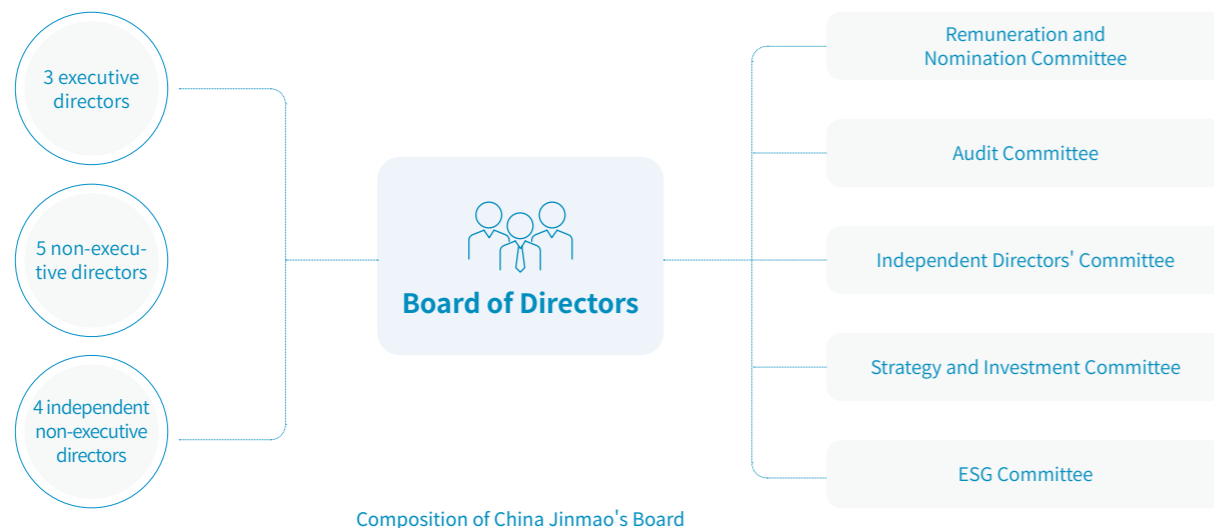 3 executive
directors
5 non-execu-
tive directors
4 independent
non-executive
directors
Board of Directors
Remuneration and
Nomination Committee
Audit Committee
Independent Directors' Committee
Strategy and Investment Committee
ESG Committee
Composition of China Jinmao's Board